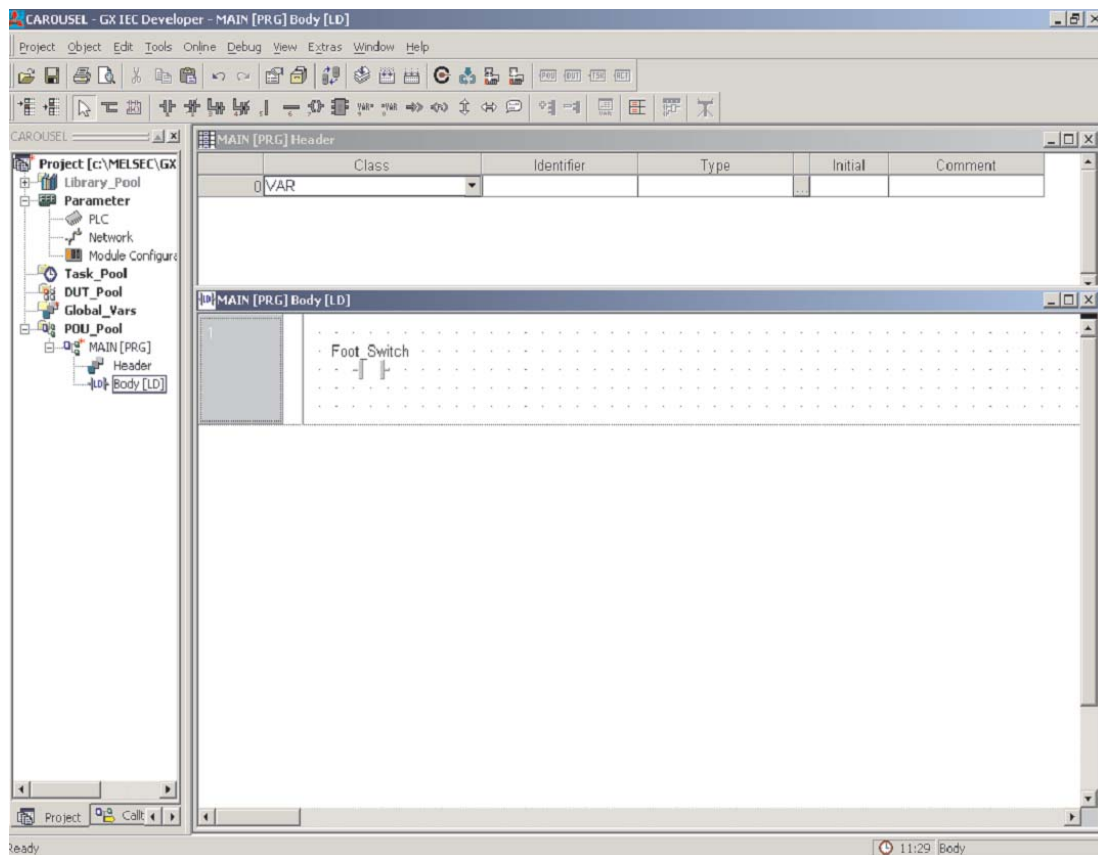 CAROUSEL - GX IEC Developer - MAIN [PRG] Body [LD]
Project Object Edit Tools Online Debug View Extras Window Help
CAROUSEL
MAIN [PRG] Header
Project [c:\MELSEC\GX
Class Identifier Type Initial Comment
Library_Pool
0 VAR ...
Parameter
PLC
Network
Module Configura
Task_Pool
DUT_Pool
MAIN [PRG] Body [LD]
Global_Vars
POU_Pool
1
MAIN [PRG]
Foot_Switch
Header
Body [LD]
Project Callt
Ready 11:29 Body